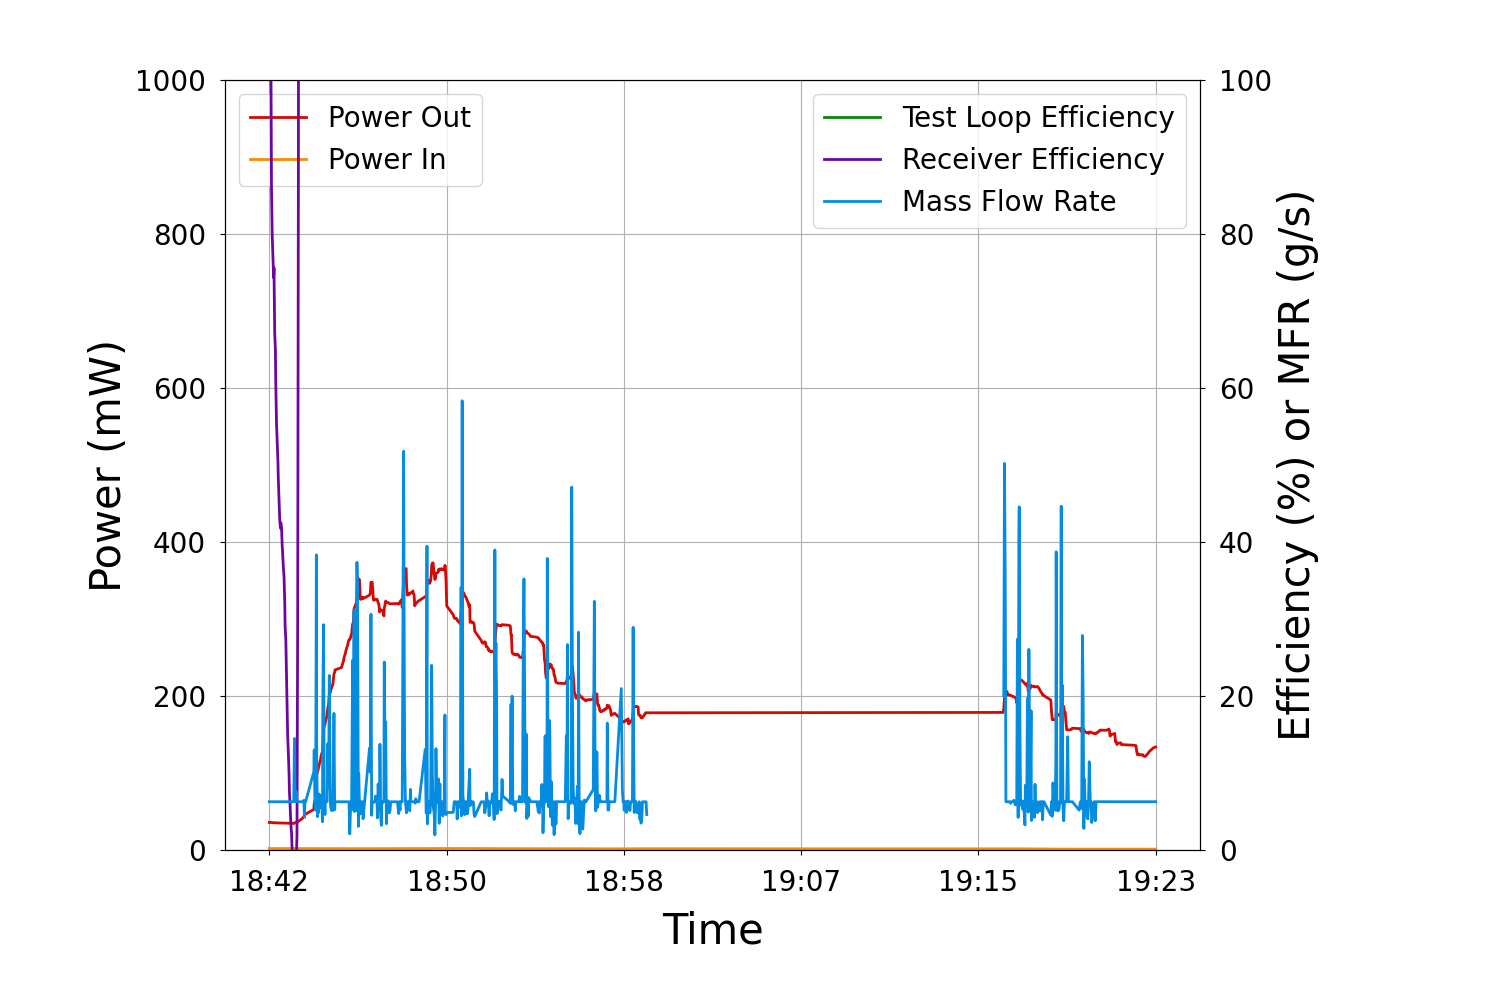 1000
800
600
400
200
0
Power (mW)
Power Out
Power In
Test Loop Efficiency
Receiver Efficiency
Mass Flow Rate
100
80
60
40
20
0
Efficiency (%) or MFR (g/s)
18:42
18:50
18:58
19:07
19:15
19:23
Time